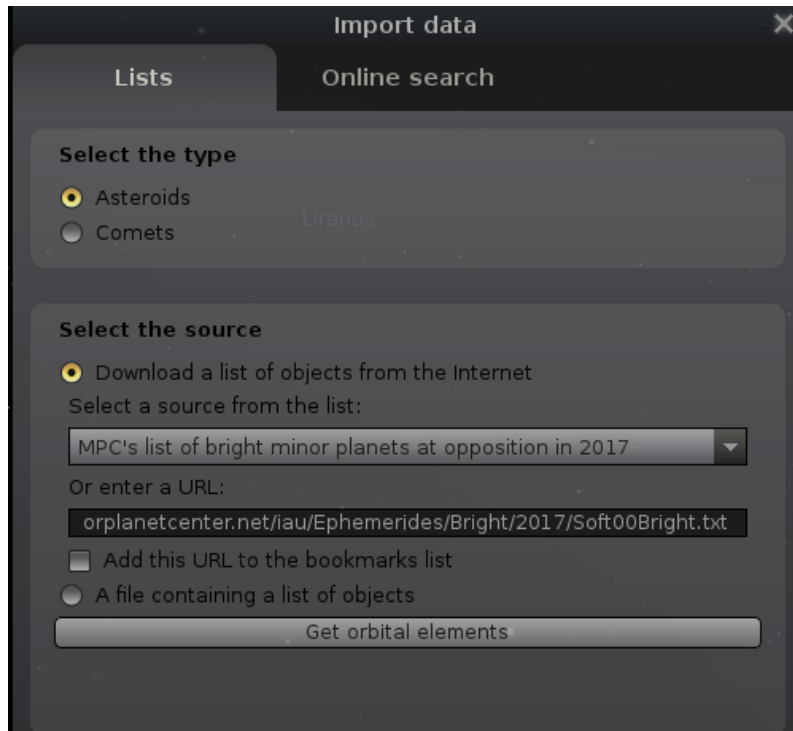 Import data
Lists
Online search
Select the type
Asteroids
Uranus
Comets
Select the source
Download a list of objects from the Internet
Select a source from the list:
MPC's list of bright minor planets at opposition in 2017
Or enter a URL:
orplanetcenter.net/iau/Ephemerides/Bright/2017/Soft00Bright.txt
Add this URL to the bookmarks list
A file containing a list of objects
Get orbital elements